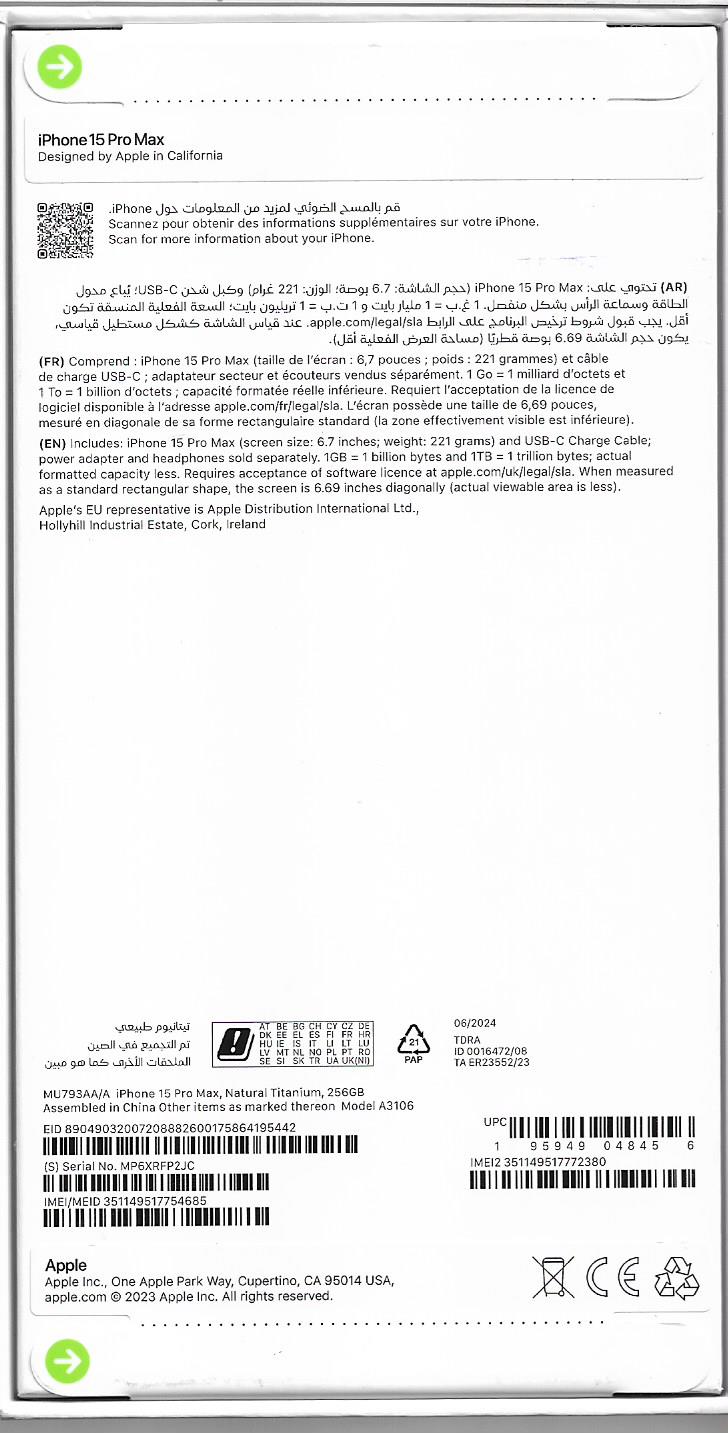 iPhone 15 Pro Max
Designed by Apple in California
قم بالمسح الضوئي لمزيد من المعلومات حول iPhone.
Scannez pour obtenir des informations supplémentaires sur votre iPhone.
Scan for more information about your iPhone.
(AR) تحتوي على: iPhone 15 Pro Max (حجم الشاشة: 6.7 بوصة؛ الوزن: 221 غرام) وكبل شحن USB-C؛ يُباع محول
الطاقة وسماعة الرأس بشكل منفصل. 1 غ.ب = 1 مليار بايت و 1 ت.ب = 1 تريليون بايت؛ السعة الفعلية المنسقة تكون
أقل. يجب قبول شروط ترخيص البرنامج على الرابط apple.com/legal/sla. عند قياس الشاشة كشكل مستطيل قياسي،
يكون حجم الشاشة 6.69 بوصة قطريًا (مساحة العرض الفعلية أقل).
(FR) Comprend : iPhone 15 Pro Max (taille de l'écran : 6,7 pouces ; poids : 221 grammes) et câble
de charge USB-C ; adaptateur secteur et écouteurs vendus séparément. 1 Go = 1 milliard d'octets et
1 To = 1 billion d'octets ; capacité formatée réelle inférieure. Requiert l'acceptation de la licence de
logiciel disponible à l'adresse apple.com/fr/legal/sla. L'écran possède une taille de 6,69 pouces,
mesuré en diagonale de sa forme rectangulaire standard (la zone effectivement visible est inférieure).
(EN) Includes: iPhone 15 Pro Max (screen size: 6.7 inches; weight: 221 grams) and USB-C Charge Cable;
power adapter and headphones sold separately. 1GB = 1 billion bytes and 1TB = 1 trillion bytes; actual
formatted capacity less. Requires acceptance of software licence at apple.com/uk/legal/sla. When measured
as a standard rectangular shape, the screen is 6.69 inches diagonally (actual viewable area is less).
Apple's EU representative is Apple Distribution International Ltd.,
Hollyhill Industrial Estate, Cork, Ireland
تيتانيوم طبيعي
تم التجميع في الصين
الملحقات الأخرى كما هو مبين
AT BE BG CH CY CZ DE
DK EE EL ES FI FR HR
HU IE IS IT LI LT LU
LV MT NL NO PL PT RO
SE SI SK TR UA UK(NI)
21
PAP
06/2024
TDRA
ID 0016472/08
TA ER23552/23
MU793AA/A iPhone 15 Pro Max, Natural Titanium, 256GB
Assembled in China Other items as marked thereon Model A3106
EID 89049032007208882600175864195442
(S) Serial No. MP6XRFP2JC
IMEI/MEID 351149517754685
UPC
1 95949 04845 6
IMEI2 351149517772380
Apple
Apple Inc., One Apple Park Way, Cupertino, CA 95014 USA,
apple.com © 2023 Apple Inc. All rights reserved.
CE